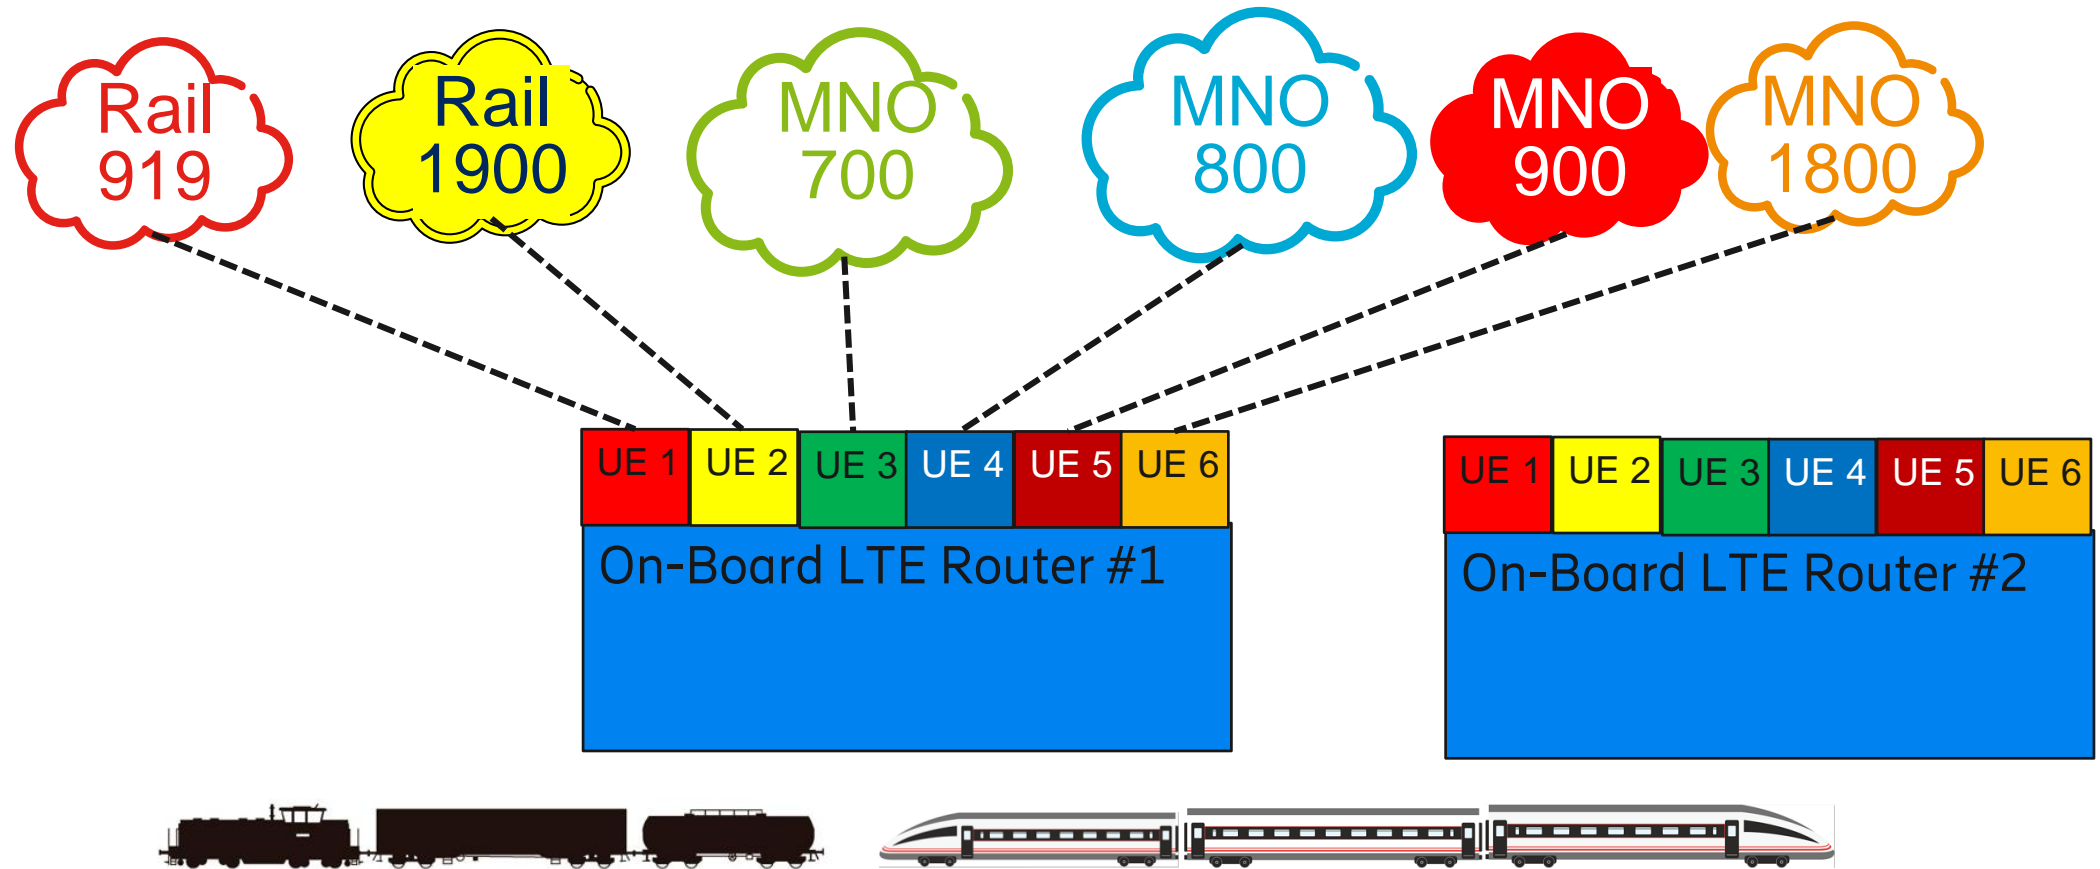 Rail
919
Rail
1900
MNO
700
MNO
800
MNO
900
MNO
1800
UE 1 UE 2 UE 3 UE 4 UE 5 UE 6
On-Board LTE Router #1
UE 1 UE 2 UE 3 UE 4 UE 5 UE 6
On-Board LTE Router #2